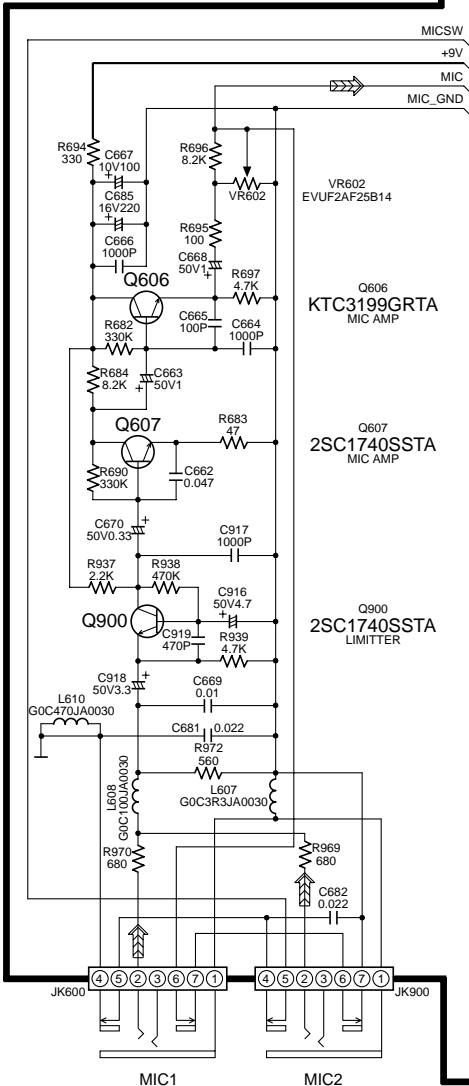 MICSW
+9V
MIC
MIC_GND
R694
330
C667
10V100
+
R696
8.2K
C685
16V220
+
VR602
VR602
EVUF2AF25B14
R695
100
C666
1000P
C668
50V1
+
Q606
R697
4.7K
Q606
KTC3199GRTA
MIC AMP
R682
330K
C665
100P
C664
1000P
R684
8.2K
C663
+
50V1
Q607
R683
47
Q607
2SC1740SSTA
MIC AMP
R690
330K
C662
0.047
C670
50V0.33
+
C917
1000P
R937
2.2K
R938
470K
C916
50V4.7
+
Q900
C919
470P
R939
4.7K
Q900
2SC1740SSTA
LIMITTER
C918
50V3.3
+
C669
0.01
L610
G0C470JA0030
C681
0.022
R972
560
L608
G0C100JA0030
L607
G0C3R3JA0030
R970
680
R969
680
C682
0.022
4 5 2 3 6 7 1
4 5 2 3 6 7 1
JK600
JK900
MIC1
MIC2